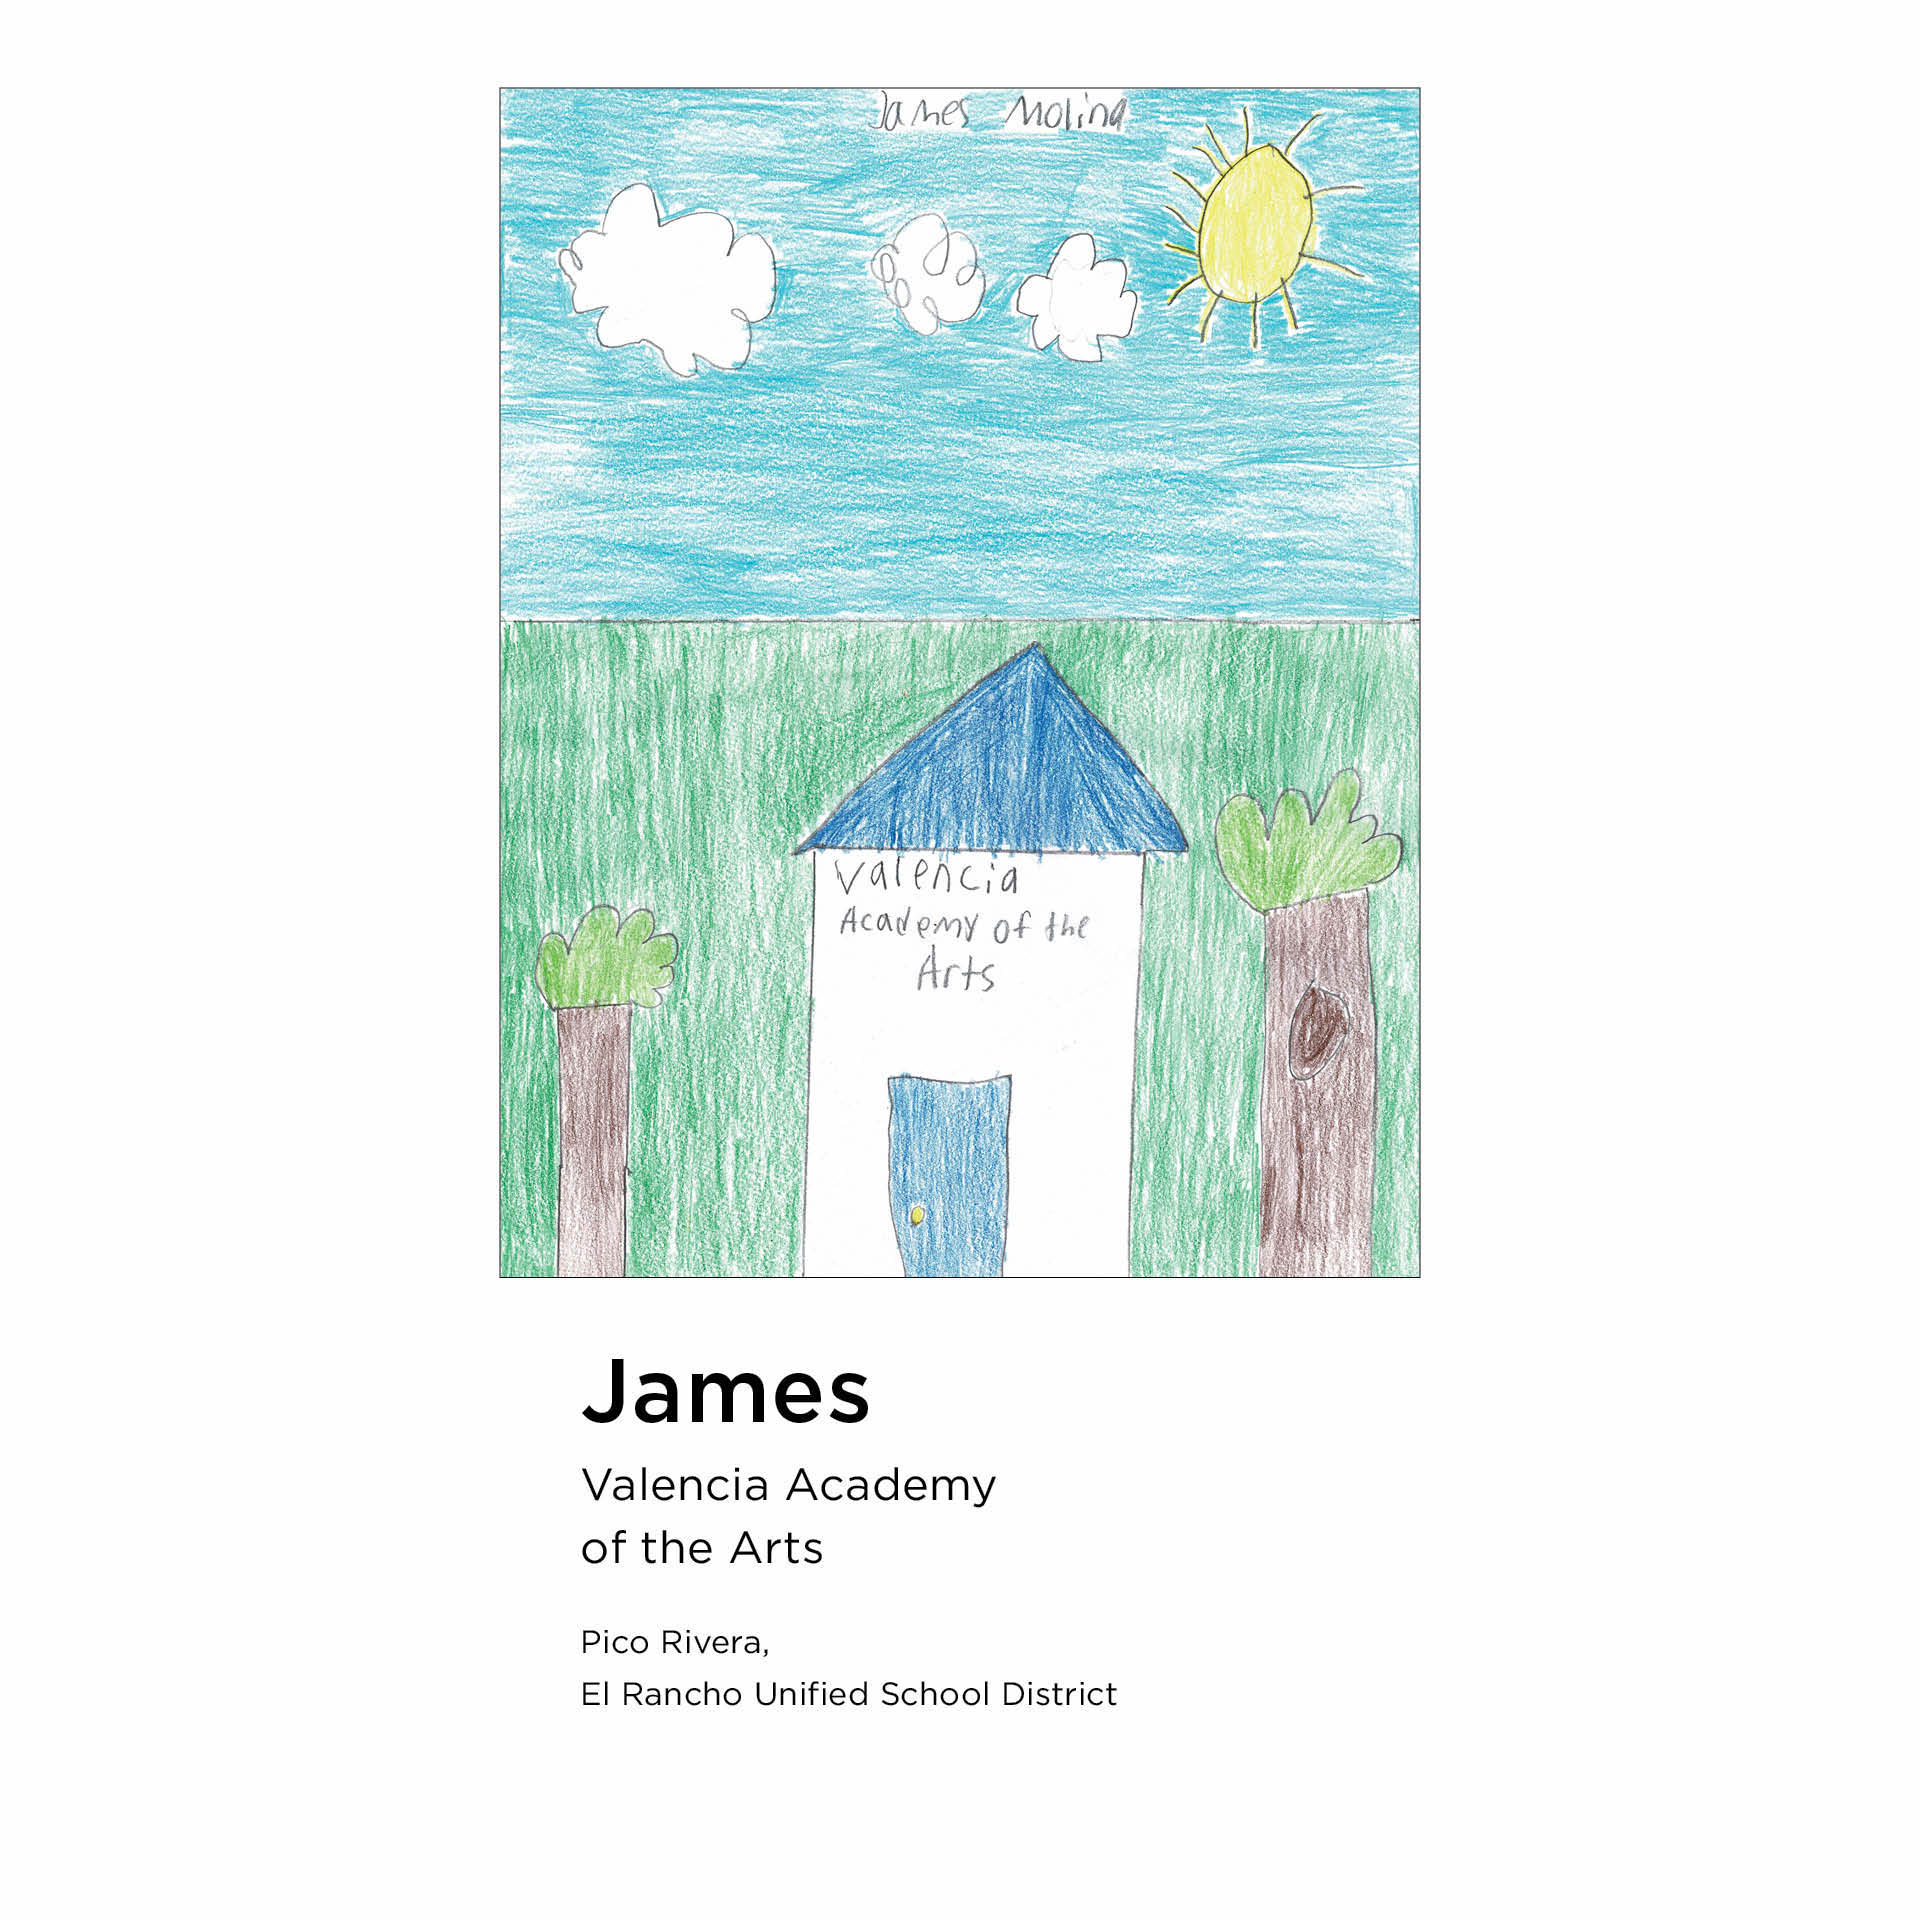 James Molina
Valencia
Academy of the
Arts
James
Valencia Academy
of the Arts
Pico Rivera,
El Rancho Unified School District